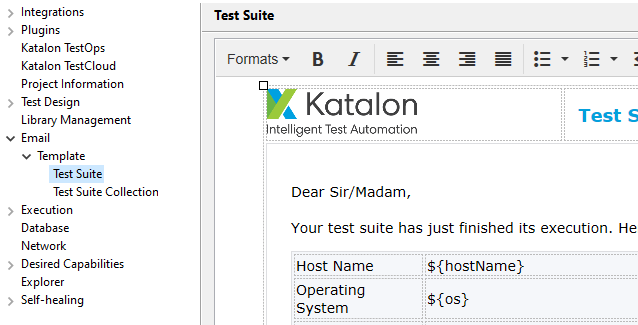 Integrations
Plugins
Katalon TestOps
Katalon TestCloud
Project Information
Test Design
Library Management
Email
Template
Test Suite
Test Suite Collection
Execution
Database
Network
Desired Capabilities
Explorer
Self-healing
Test Suite
Formats B I
Katalon
Intelligent Test Automation
Test S
Dear Sir/Madam,
Your test suite has just finished its execution. He
Host Name ${hostName}
Operating
System ${os}